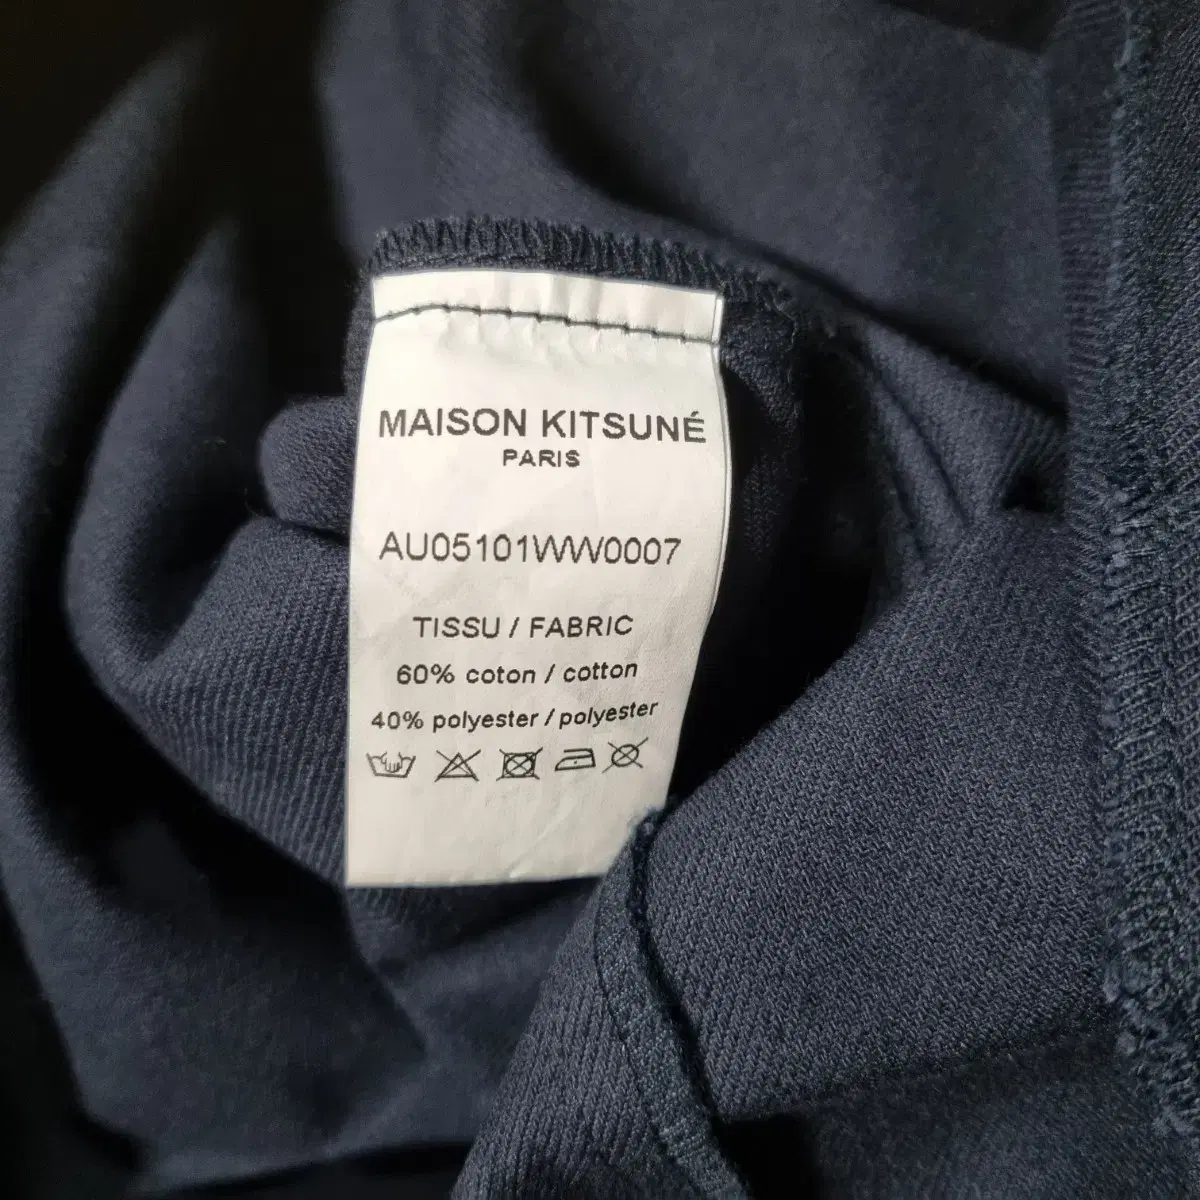 MAISON KITSUNÉ
PARIS
AU05101WW0007
TISSU / FABRIC
60% coton / cotton
40% polyester / polyester